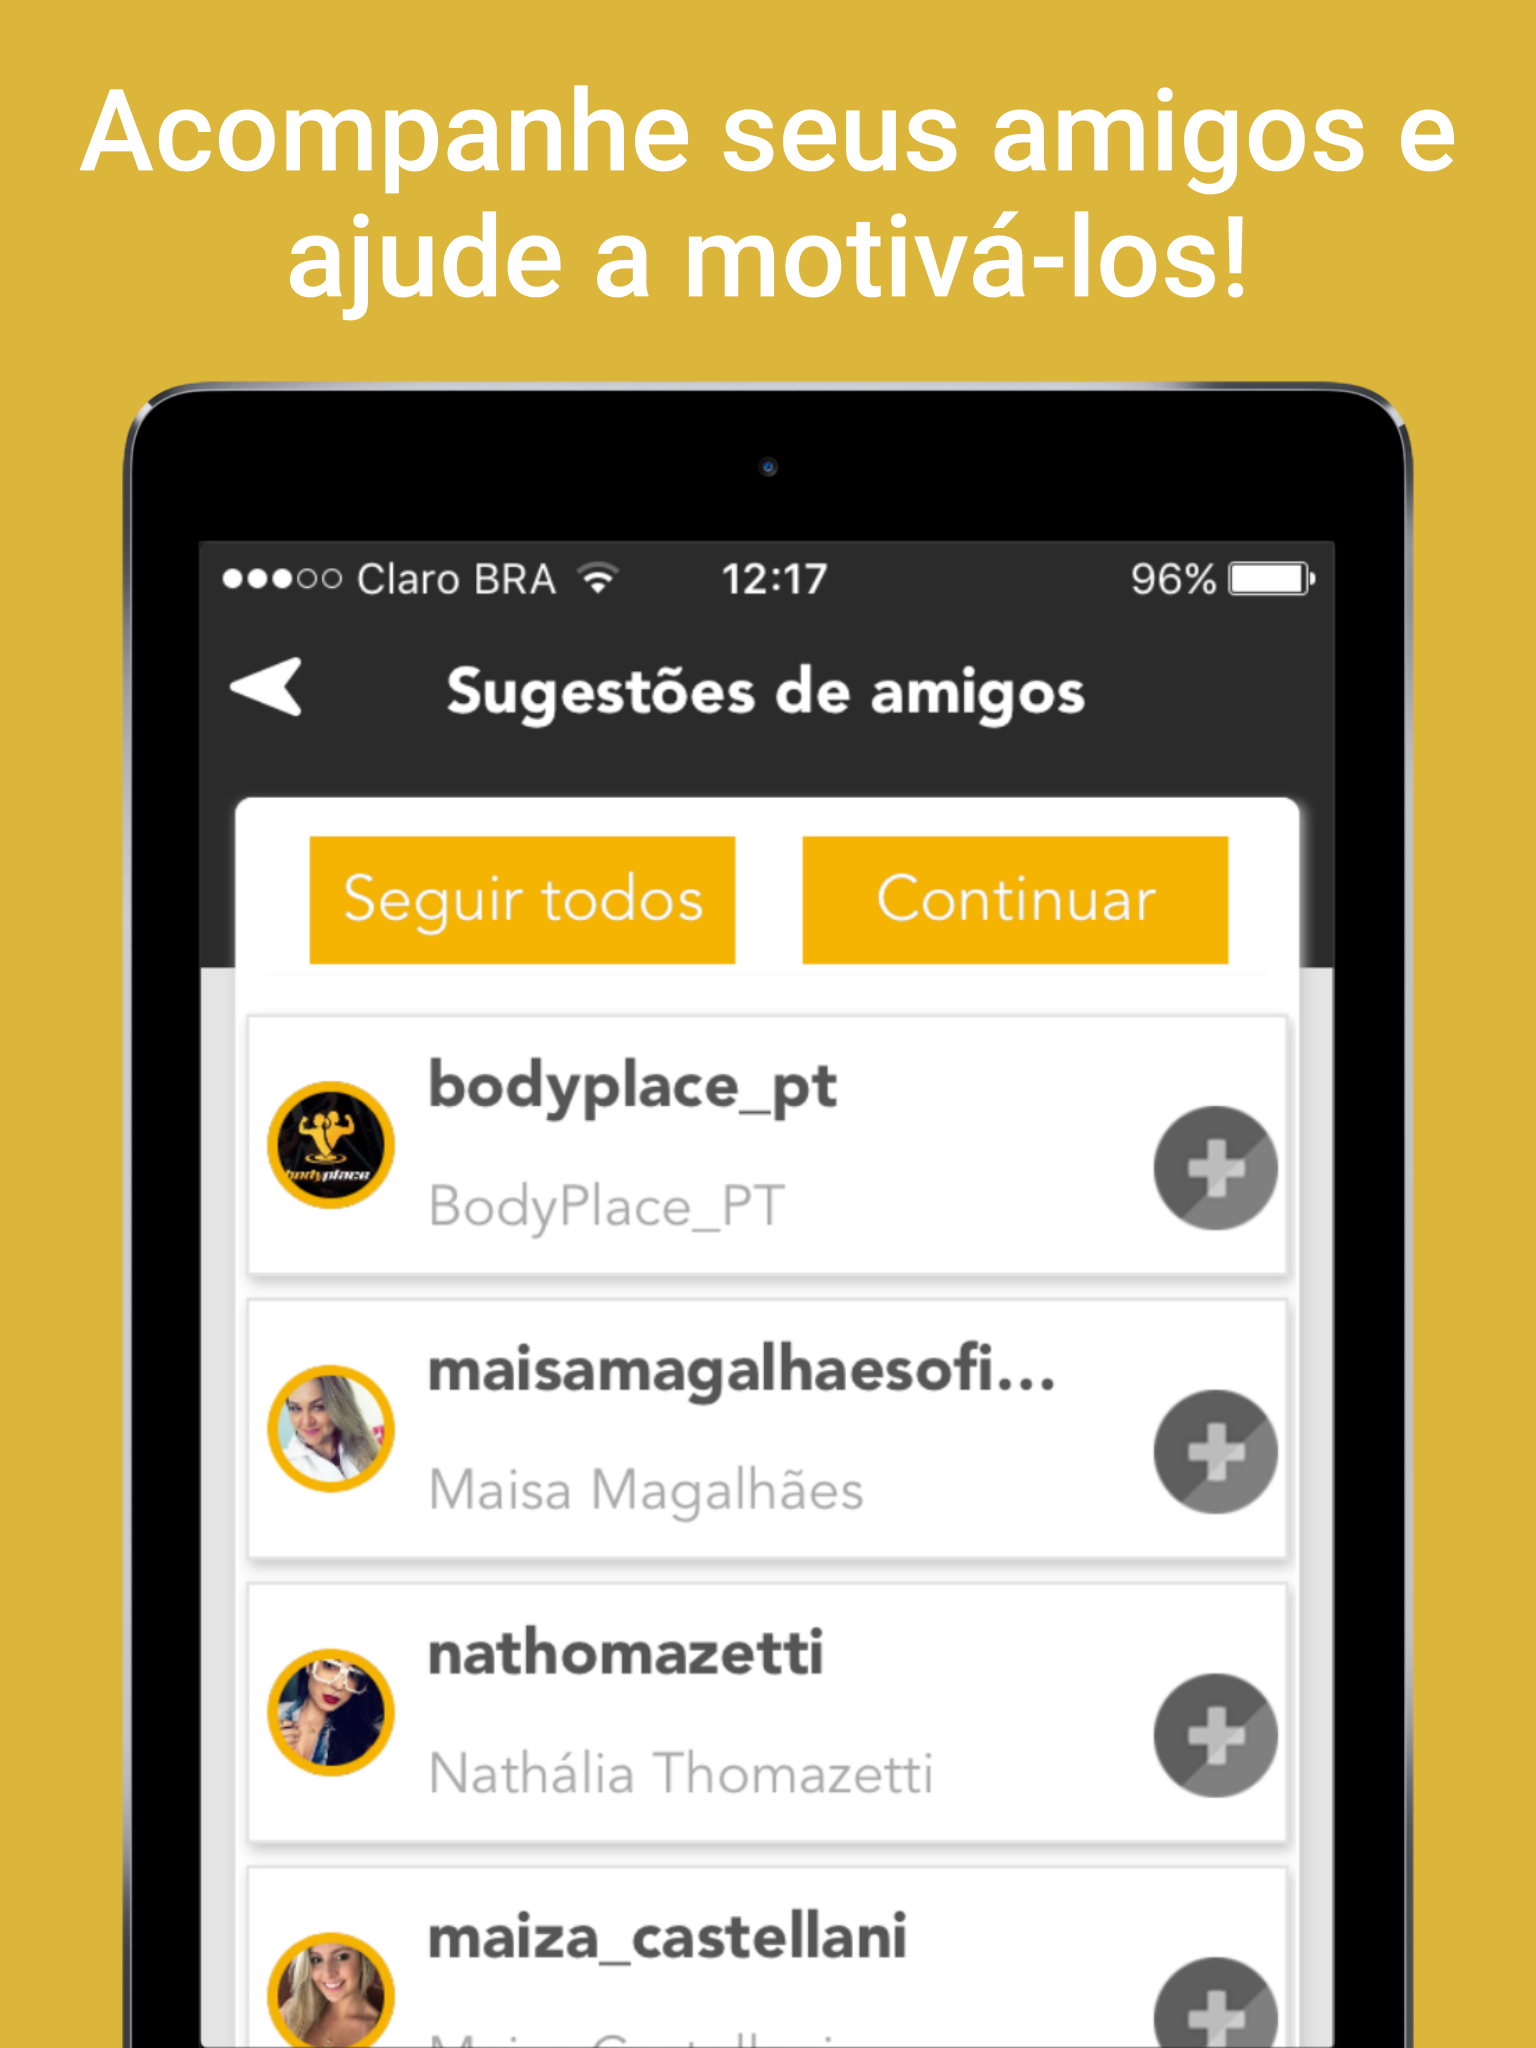 Acompanhe seus amigos e
ajude a motivá-los!
Claro BRA 12:17 96%
Sugestões de amigos
Seguir todos Continuar
bodyplace_pt
bodyplace
BodyPlace_PT
maisamagalhaesofi...
Maisa Magalhães
nathomazetti
Nathália Thomazetti
maiza_castellani